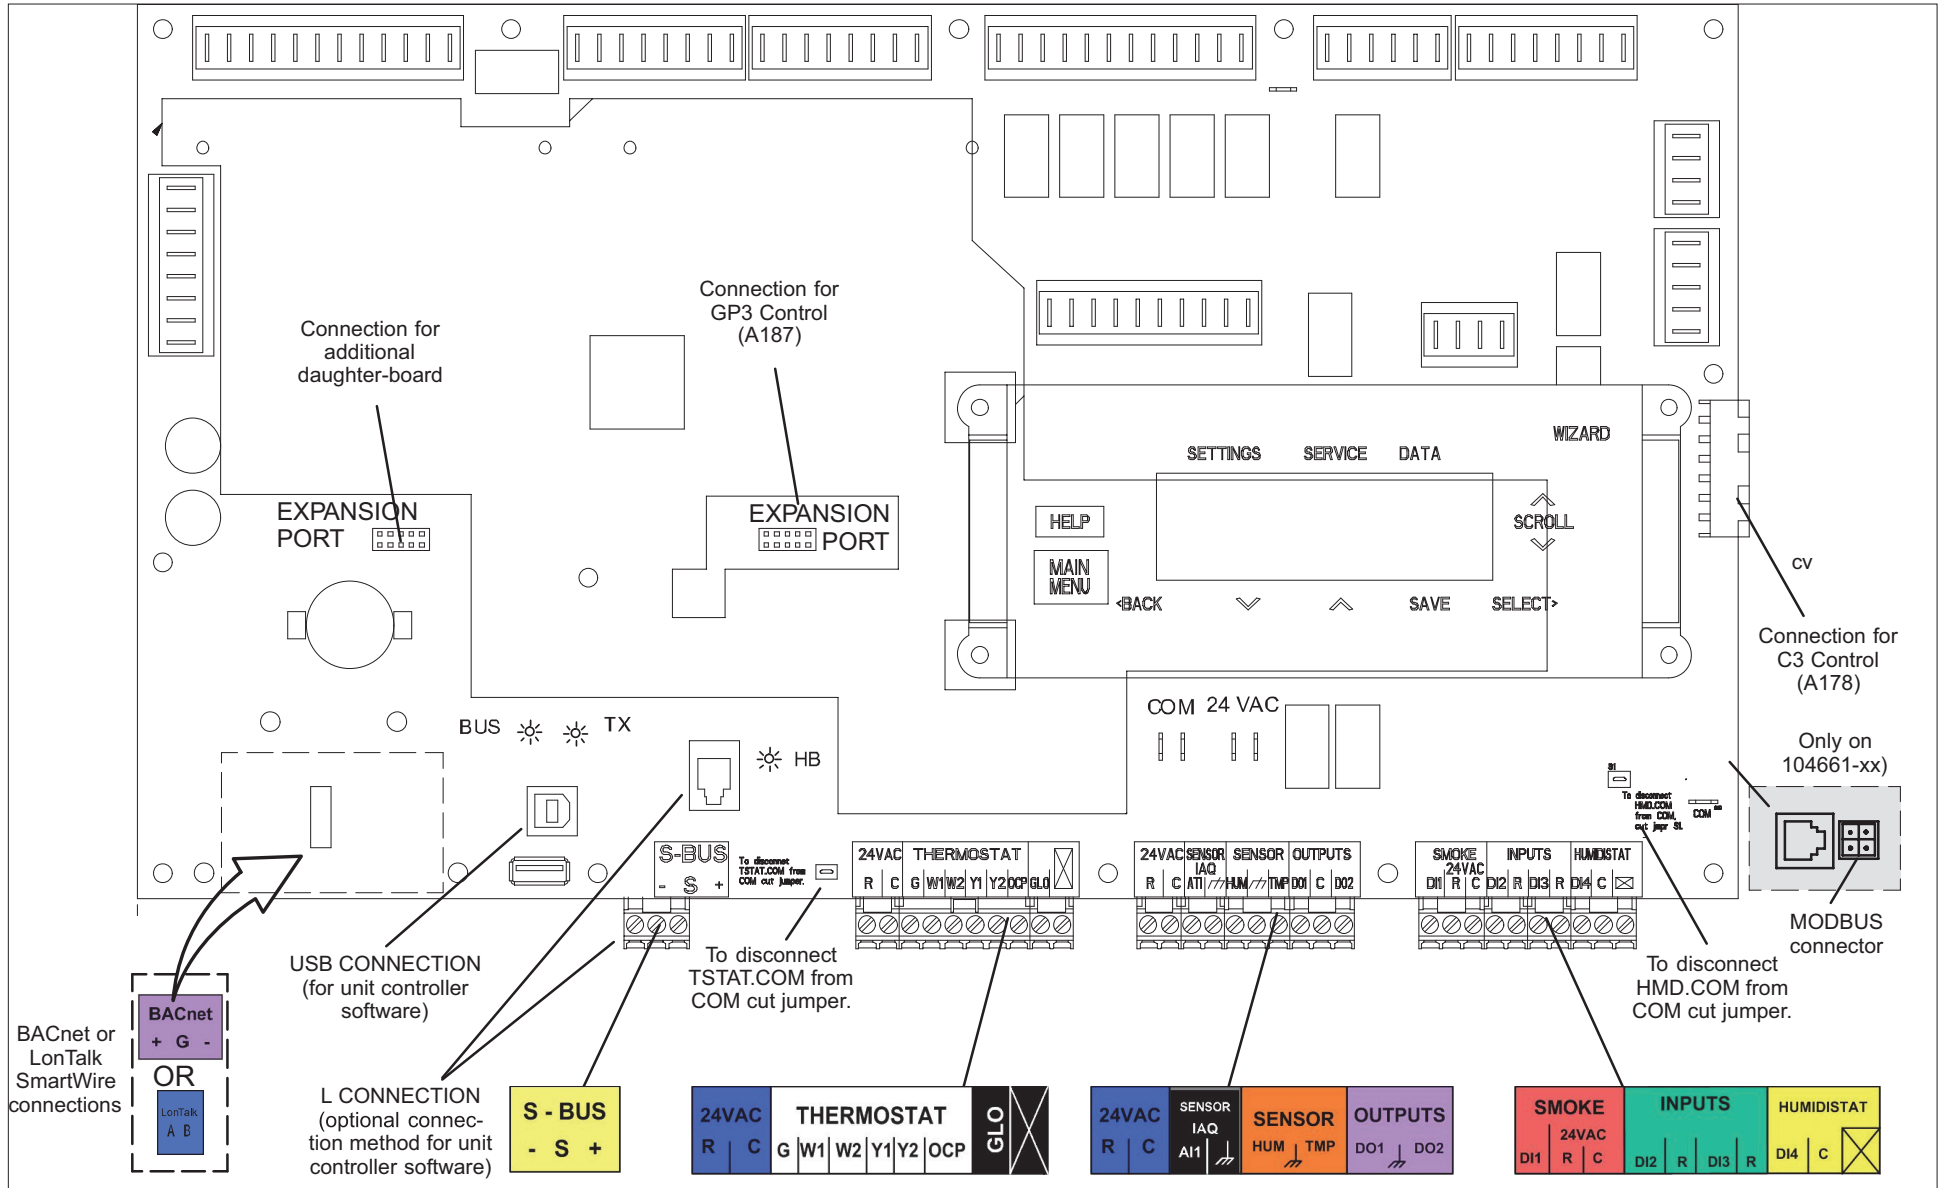 Connection for
additional
daughter-board
Connection for
GP3 Control
(A187)
EXPANSION
PORT
EXPANSION
PORT
SETTINGS
SERVICE
DATA
WIZARD
HELP
SCROLL
MAIN
MENU
<BACK
SAVE
SELECT>
cv
Connection for
C3 Control
(A178)
COM
24 VAC
BUS
TX
HB
Only on
104661-xx)
S1
To disconnect
HMD.COM
from COM,
cut jmpr S1.
COM
S-BUS
- S +
To disconnect
TSTAT.COM from
COM cut jumper.
24VAC THERMOSTAT
R C G W1 W2 Y1 Y2 OCP GLO
24VAC SENSOR SENSOR OUTPUTS
IAQ
R C AI1 HUM TMP DO1 C DO2
SMOKE INPUTS HUMIDISTAT
24VAC
DI1 R C DI2 R DI3 R DI4 C
MODBUS
connector
USB CONNECTION
(for unit controller
software)
To disconnect
TSTAT.COM from
COM cut jumper.
To disconnect
HMD.COM from
COM cut jumper.
BACnet or
LonTalk
SmartWire
connections
BACnet
+ G -
OR
LonTalk
A B
L CONNECTION
(optional connec-
tion method for unit
controller software)
S - BUS
- S +
24VAC THERMOSTAT GLO
R C G W1 W2 Y1 Y2 OCP
24VAC SENSOR SENSOR OUTPUTS
IAQ
R C AI1 HUM TMP DO1 DO2
SMOKE INPUTS HUMIDISTAT
24VAC
DI1 R C DI2 R DI3 R DI4 C